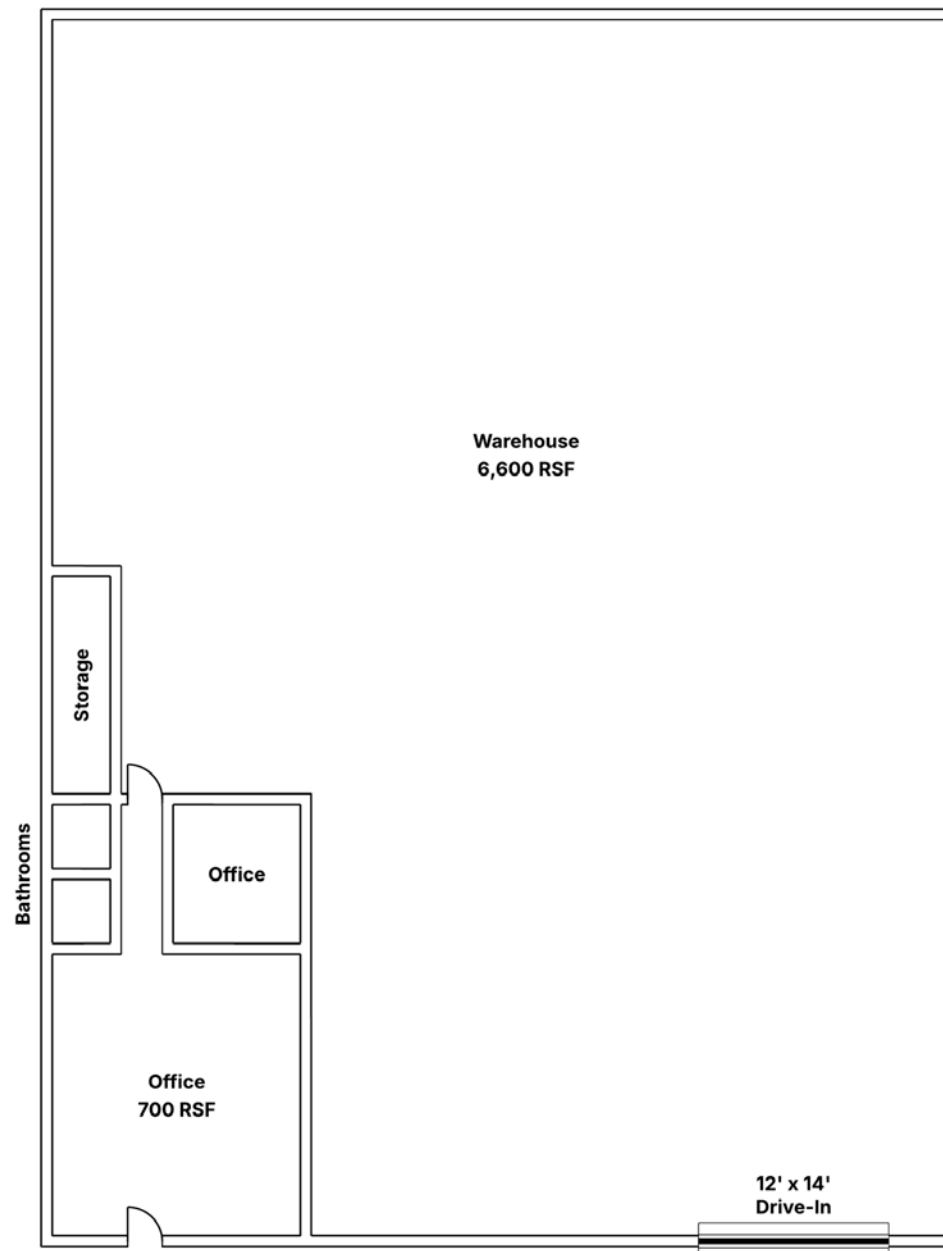 Warehouse
6,600 RSF
Storage
Bathrooms
Office
Office
700 RSF
12' x 14'
Drive-In